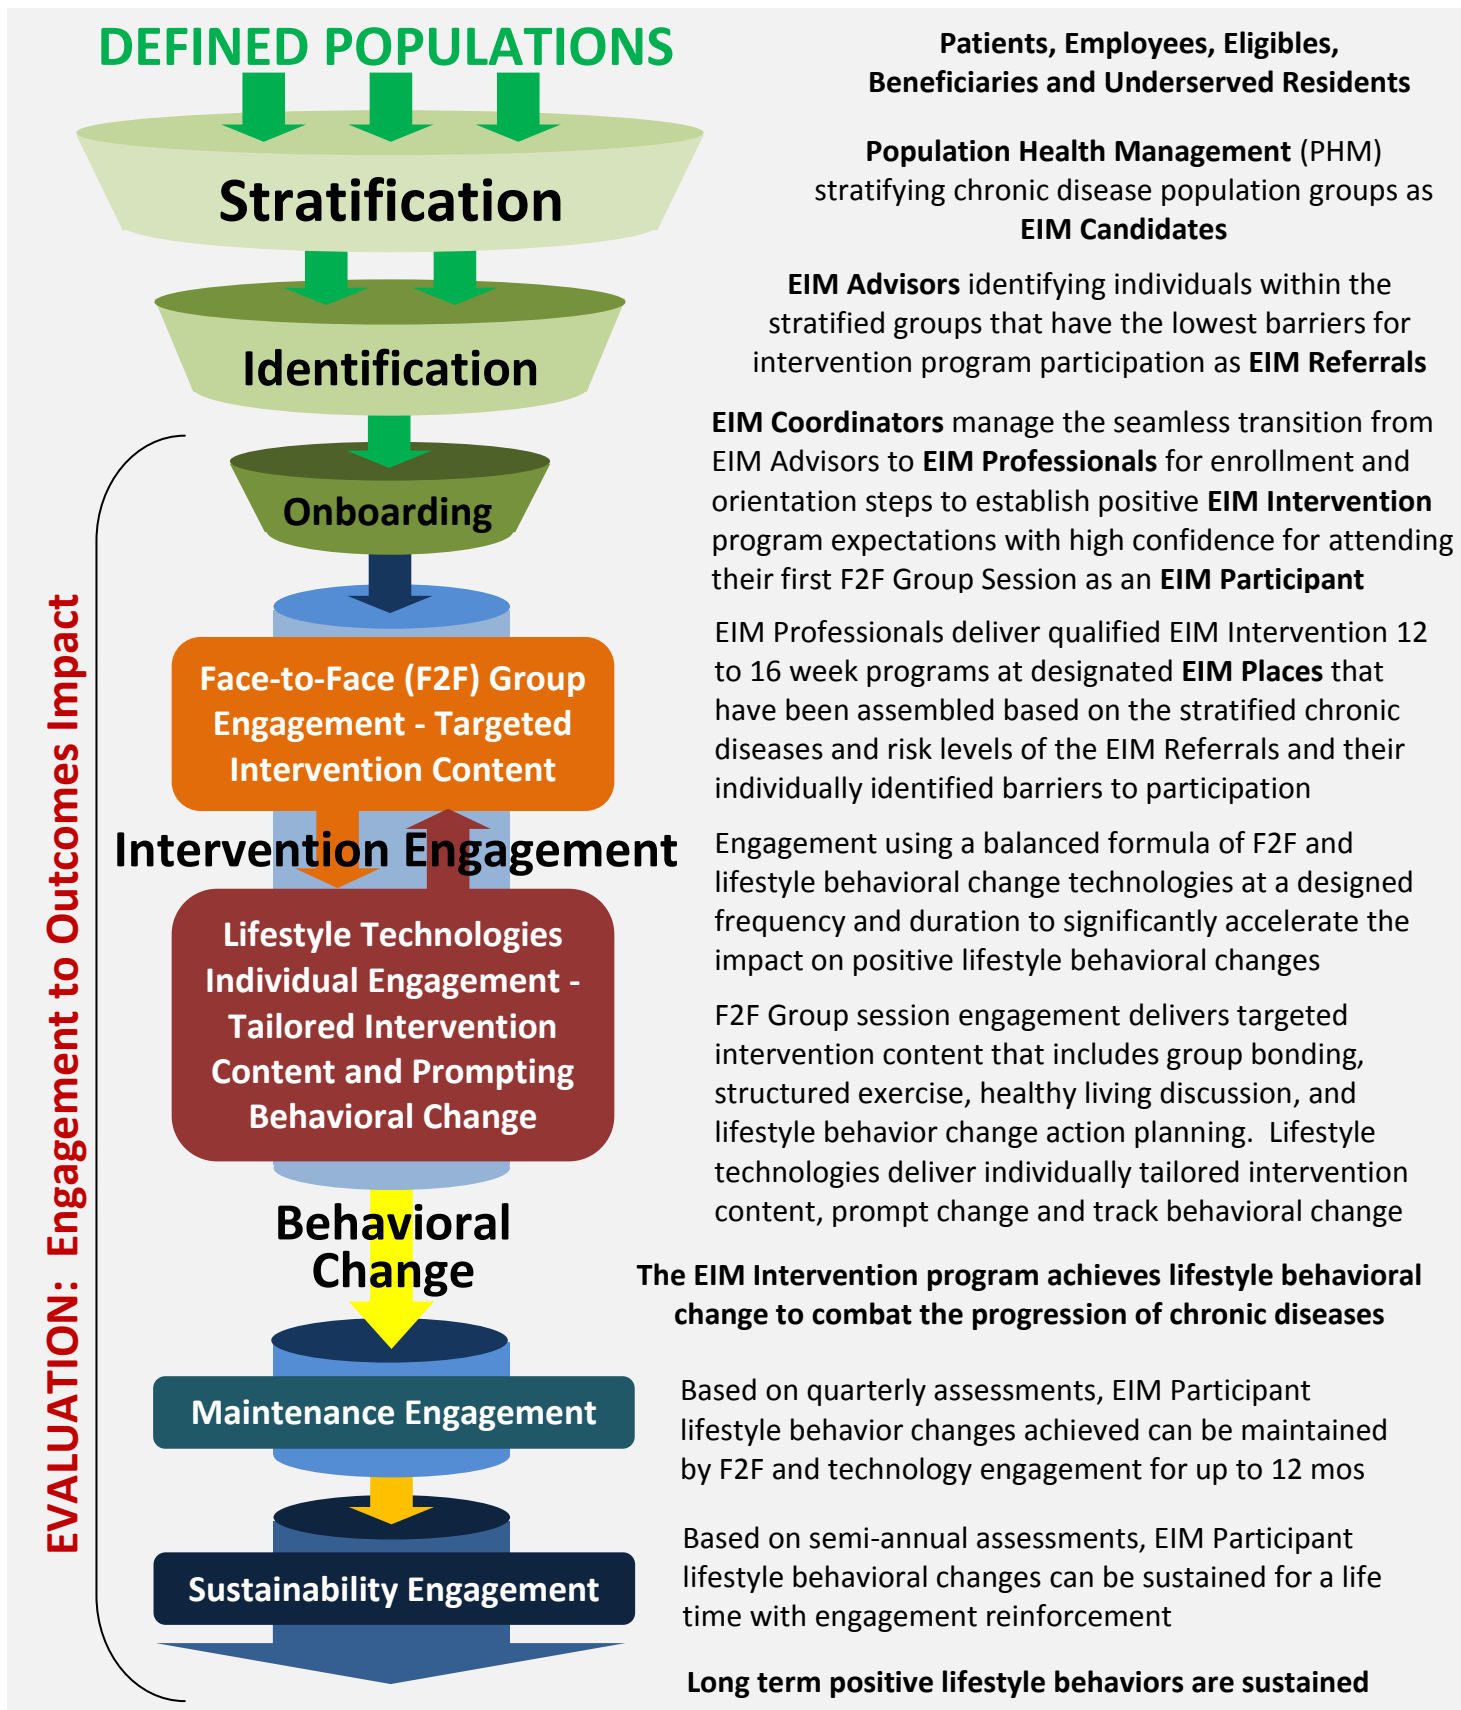 DEFINED POPULATIONS
Patients, Employees, Eligibles,
Beneficiaries and Underserved Residents
Stratification
Population Health Management (PHM)
stratifying chronic disease population groups as
EIM Candidates
Identification
EIM Advisors identifying individuals within the
stratified groups that have the lowest barriers for
intervention program participation as EIM Referrals
Onboarding
EIM Coordinators manage the seamless transition from
EIM Advisors to EIM Professionals for enrollment and
orientation steps to establish positive EIM Intervention
program expectations with high confidence for attending
their first F2F Group Session as an EIM Participant
EVALUATION: Engagement to Outcomes Impact
Face-to-Face (F2F) Group
Engagement - Targeted
Intervention Content
EIM Professionals deliver qualified EIM Intervention 12
to 16 week programs at designated EIM Places that
have been assembled based on the stratified chronic
diseases and risk levels of the EIM Referrals and their
individually identified barriers to participation
Intervention Engagement
Engagement using a balanced formula of F2F and
lifestyle behavioral change technologies at a designed
frequency and duration to significantly accelerate the
impact on positive lifestyle behavioral changes
Lifestyle Technologies
Individual Engagement -
Tailored Intervention
Content and Prompting
Behavioral Change
F2F Group session engagement delivers targeted
intervention content that includes group bonding,
structured exercise, healthy living discussion, and
lifestyle behavior change action planning.  Lifestyle
technologies deliver individually tailored intervention
content, prompt change and track behavioral change
Behavioral
Change
The EIM Intervention program achieves lifestyle behavioral
change to combat the progression of chronic diseases
Maintenance Engagement
Based on quarterly assessments, EIM Participant
lifestyle behavior changes achieved can be maintained
by F2F and technology engagement for up to 12 mos
Sustainability Engagement
Based on semi-annual assessments, EIM Participant
lifestyle behavioral changes can be sustained for a life
time with engagement reinforcement
Long term positive lifestyle behaviors are sustained